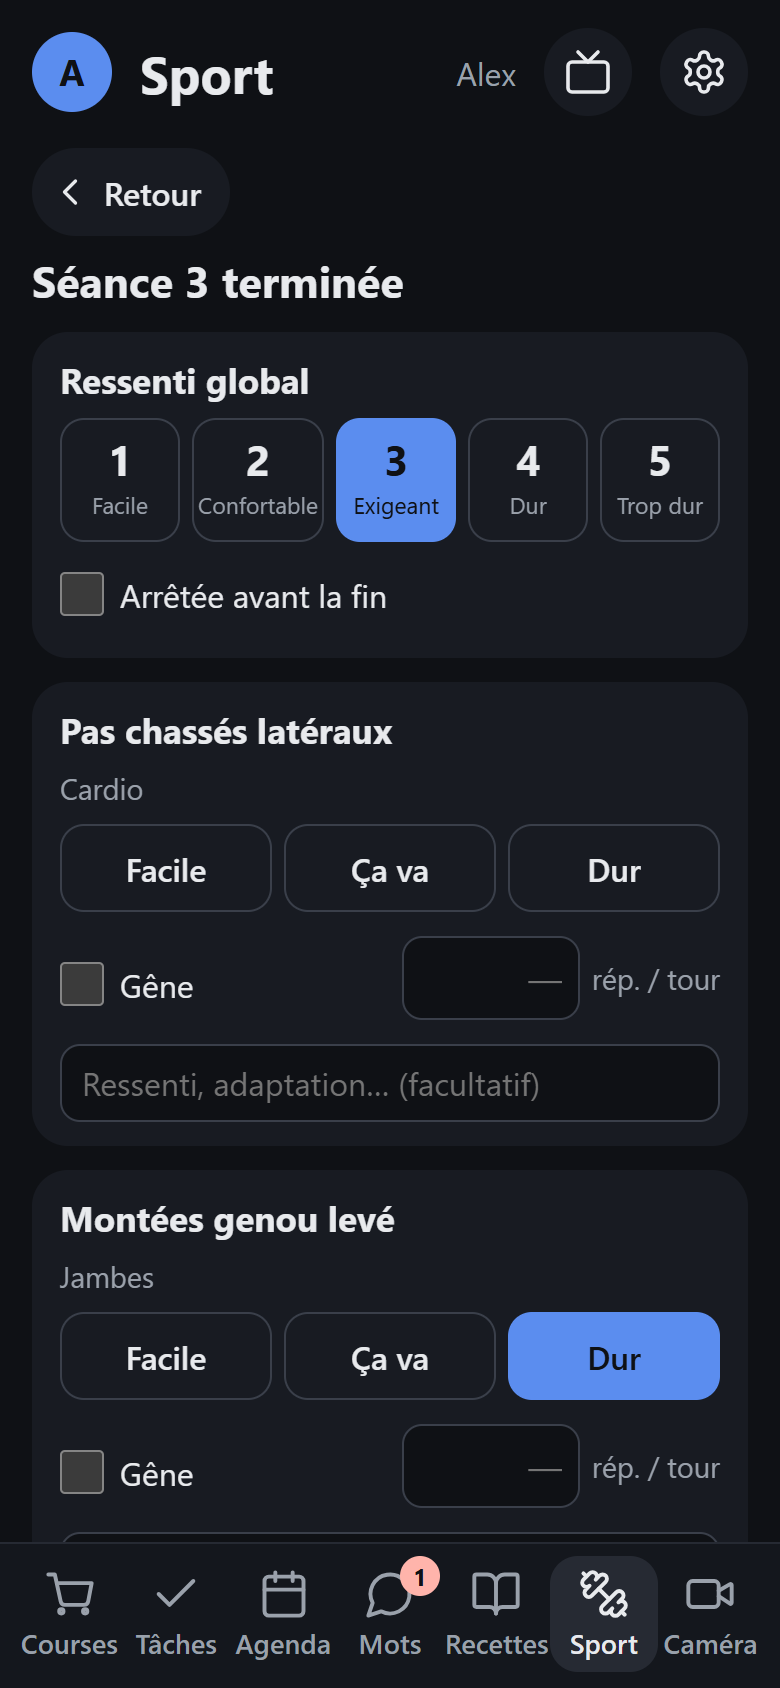 A Sport Alex
Retour
Séance 3 terminée
Ressenti global
1 2 3 4 5
Facile Confortable Exigeant Dur Trop dur
Arrêtée avant la fin
Pas chassés latéraux
Cardio
Facile Ça va Dur
Gêne — rép. / tour
Ressenti, adaptation... (facultatif)
Montées genou levé
Jambes
Facile Ça va Dur
Gêne — rép. / tour
1
Courses Tâches Agenda Mots Recettes Sport Caméra